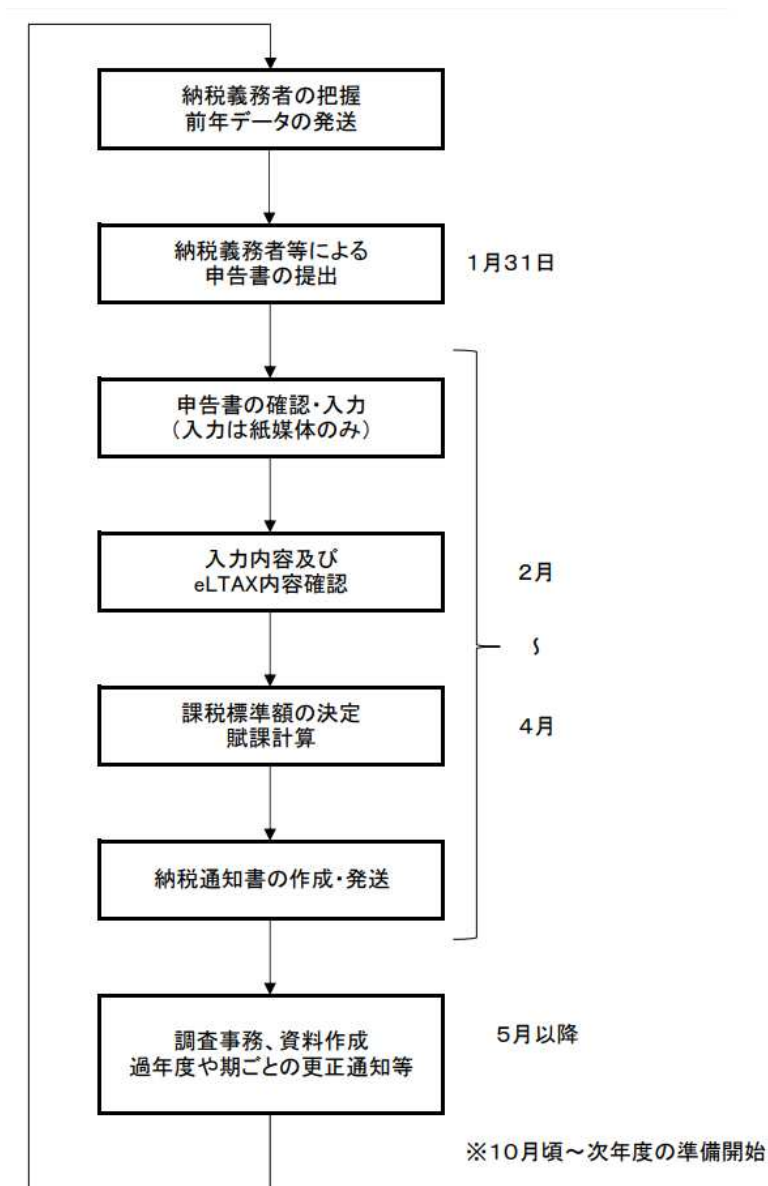 納税義務者の把握
前年データの発送
納税義務者等による
申告書の提出
1月31日
申告書の確認・入力
(入力は紙媒体のみ)
入力内容及び
eLTAX内容確認
2月
~
課税標準額の決定
賦課計算
4月
納税通知書の作成・発送
調査事務、資料作成
過年度や期ごとの更正通知等
5月以降
※10月頃~次年度の準備開始